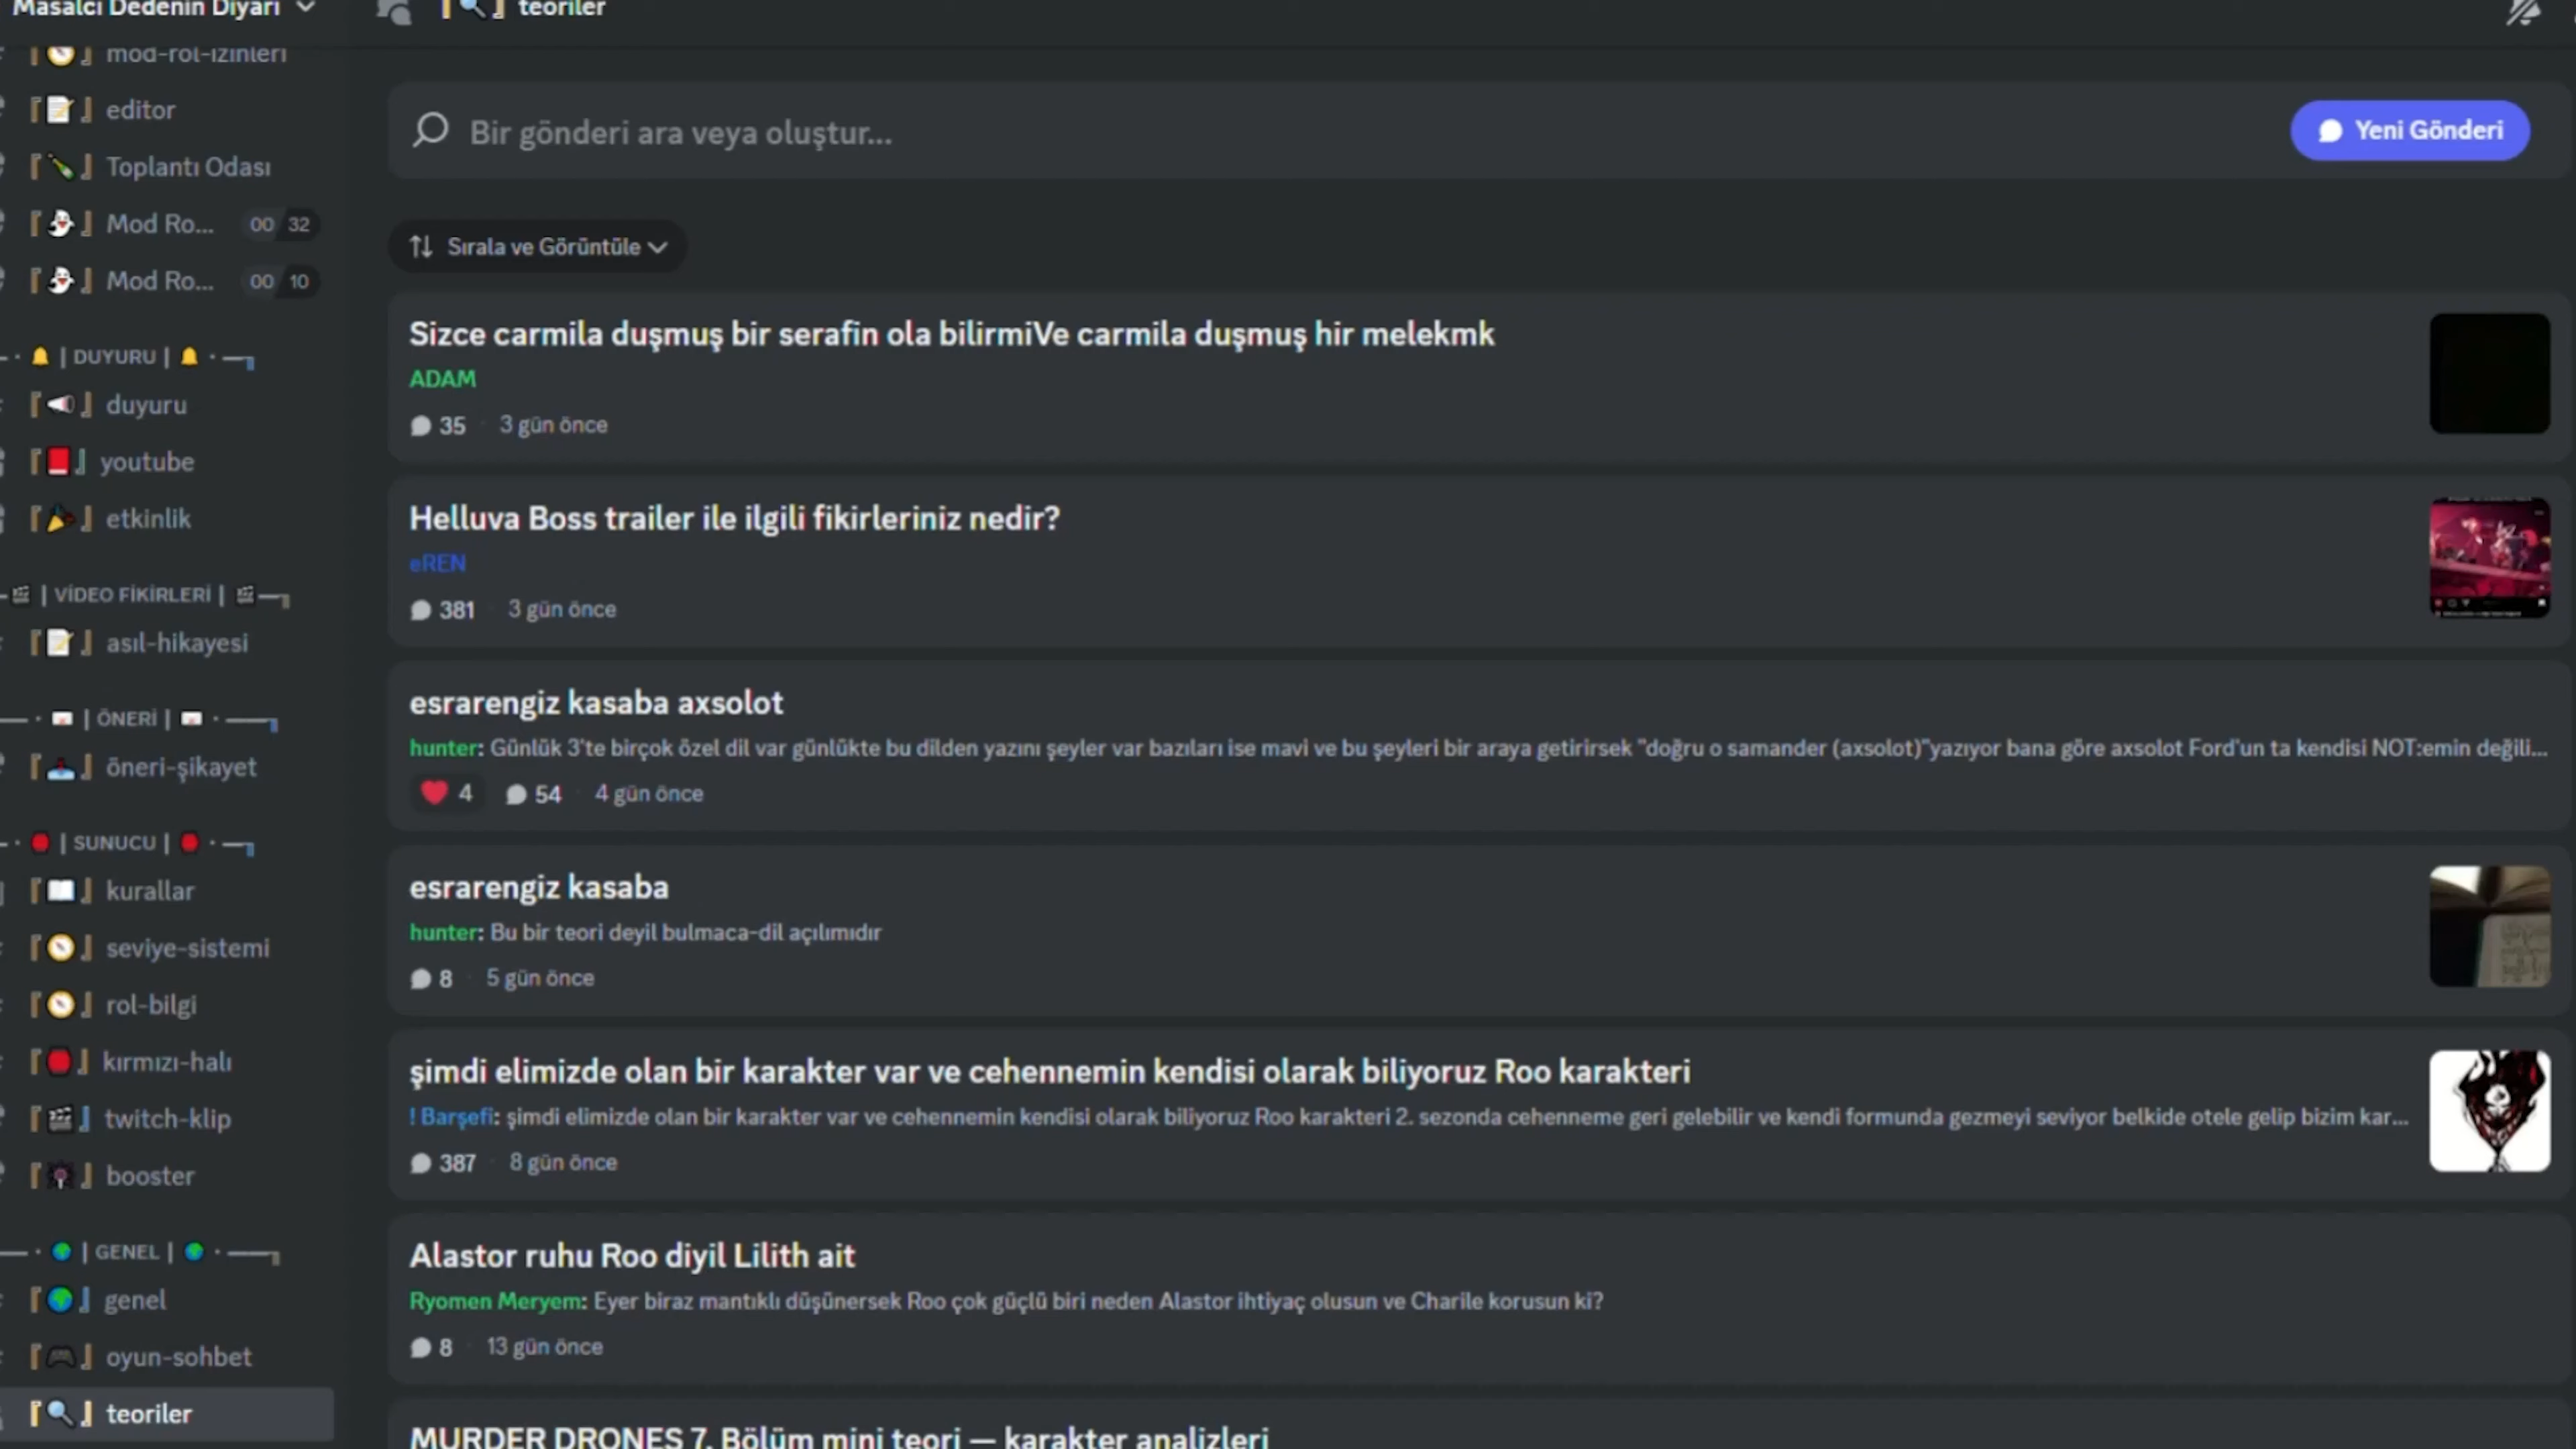 Masalcı Dedenin Diyarı
teoriler
mod-rol-izinleri
editor
Toplantı Odası
Mod Ro... 00 32
Mod Ro... 00 10
| DUYURU |
duyuru
youtube
etkinlik
| VİDEO FİKİRLERİ |
asıl-hikayesi
| ÖNERİ |
öneri-şikayet
| SUNUCU |
kurallar
seviye-sistemi
rol-bilgi
kırmızı-halı
twitch-klip
booster
| GENEL |
genel
oyun-sohbet
teoriler
Bir gönderi ara veya oluştur...
Yeni Gönderi
Sırala ve Görüntüle
Sizce carmila duşmuş bir serafin ola bilirmiVe carmila duşmuş hir melekmk
ADAM
35 · 3 gün önce
Helluva Boss trailer ile ilgili fikirleriniz nedir?
eREN
381 · 3 gün önce
esrarengiz kasaba axsolot
hunter: Günlük 3'te birçok özel dil var günlükte bu dilden yazını şeyler var bazıları ise mavi ve bu şeyleri bir araya getirirsek "doğru o samander (axsolot)"yazıyor bana göre axsolot Ford'un ta kendisi NOT:emin değili...
4 54 · 4 gün önce
esrarengiz kasaba
hunter: Bu bir teori deyil bulmaca-dil açılımıdır
8 · 5 gün önce
şimdi elimizde olan bir karakter var ve cehennemin kendisi olarak biliyoruz Roo karakteri
! Barşefi: şimdi elimizde olan bir karakter var ve cehennemin kendisi olarak biliyoruz Roo karakteri 2. sezonda cehenneme geri gelebilir ve kendi formunda gezmeyi seviyor belkide otele gelip bizim kar...
387 · 8 gün önce
Alastor ruhu Roo diyil Lilith ait
Ryomen Meryem: Eyer biraz mantıklı düşünersek Roo çok güçlü biri neden Alastor ihtiyaç olusun ve Charile korusun ki?
8 · 13 gün önce
MURDER DRONES 7. Bölüm mini teori — karakter analizleri